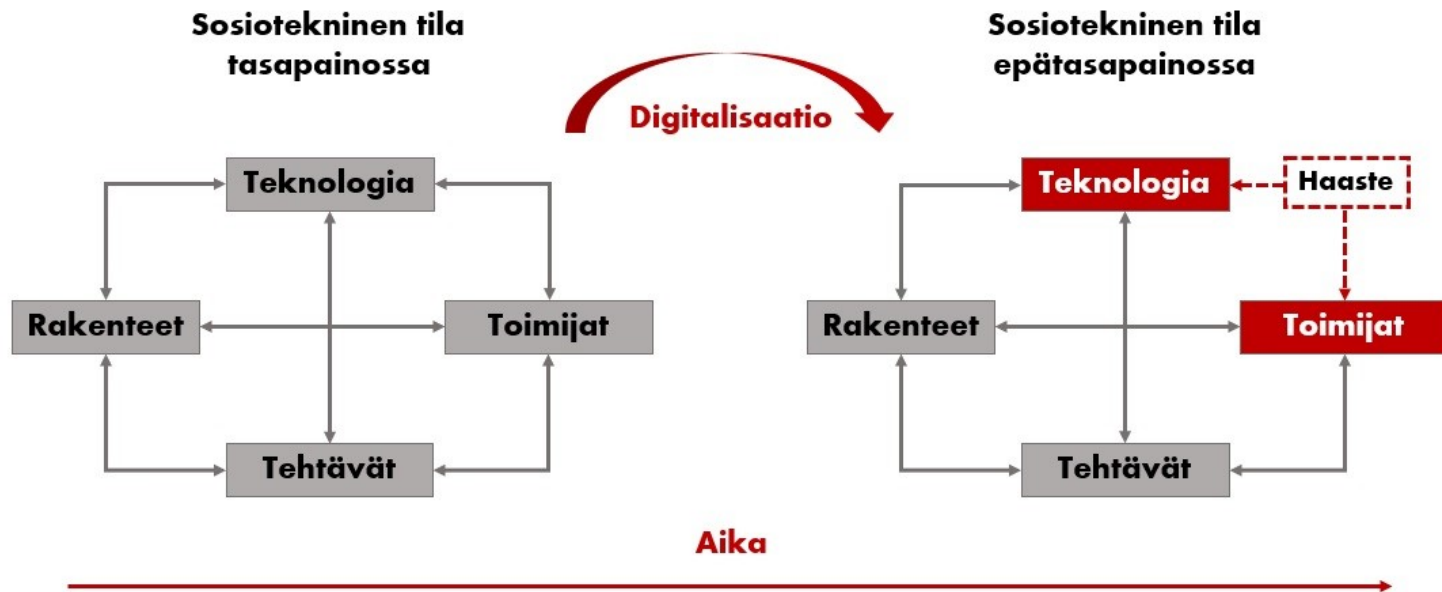 Sosiotekninen tila
tasapainossa
Digitalisaatio
Sosiotekninen tila
epätasapainossa
Teknologia
Rakenteet
Toimijat
Tehtävät
Teknologia
Haaste
Rakenteet
Toimijat
Tehtävät
Aika